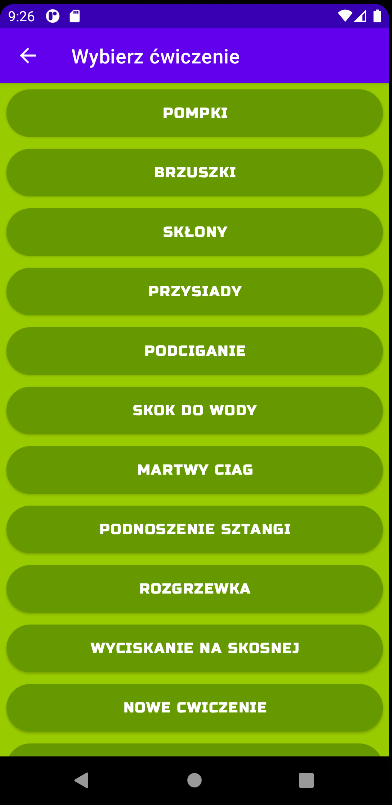 9:26
Wybierz ćwiczenie
POMPKI
BRZUSZKI
SKŁONY
PRZYSIADY
PODCIGANIE
SKOK DO WODY
MARTWY CIAG
PODNOSZENIE SZTANGI
ROZGRZEWKA
WYCISKANIE NA SKOSNEJ
NOWE CWICZENIE